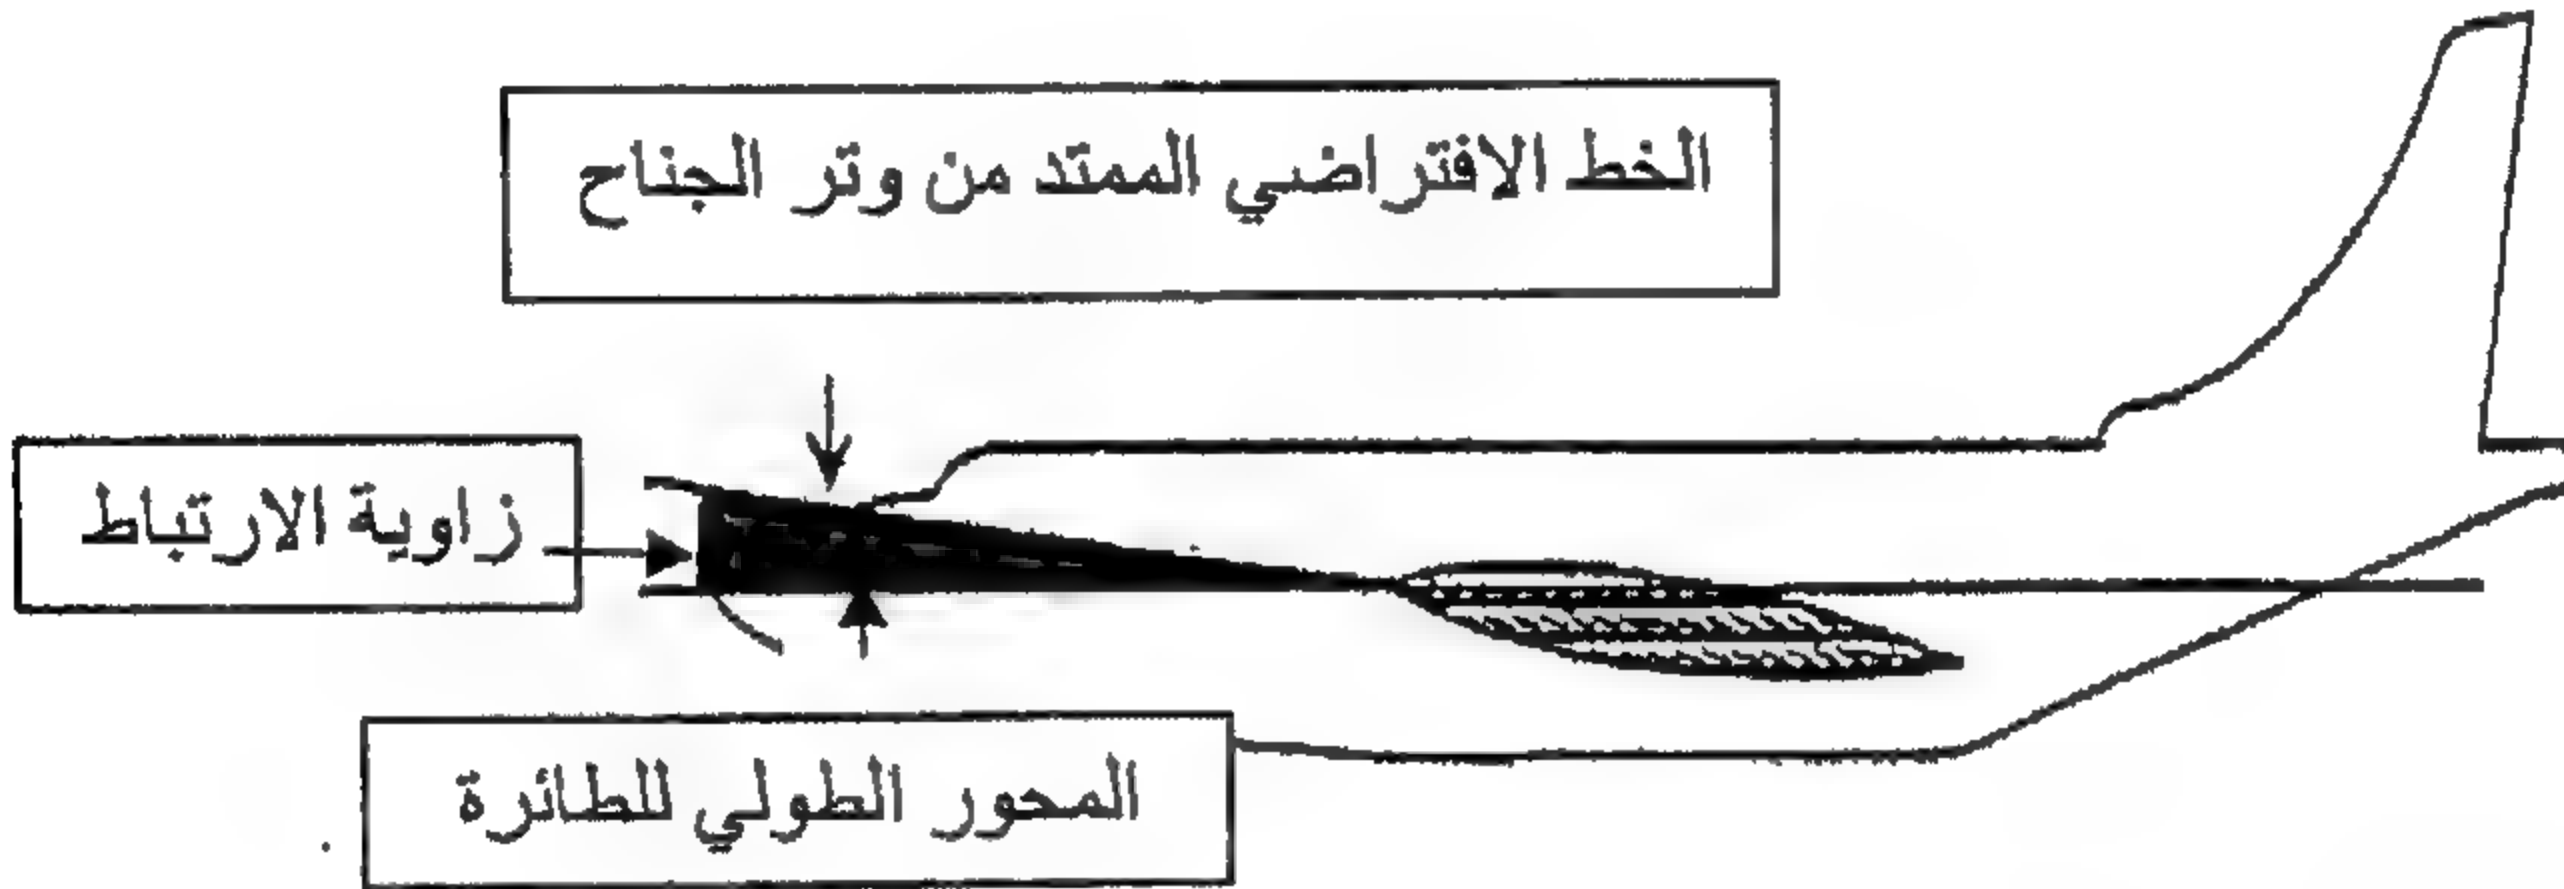 الخط الافتراضي الممتد من وتر الجناح
زاوية الارتباط
المحور الطولي للطائرة